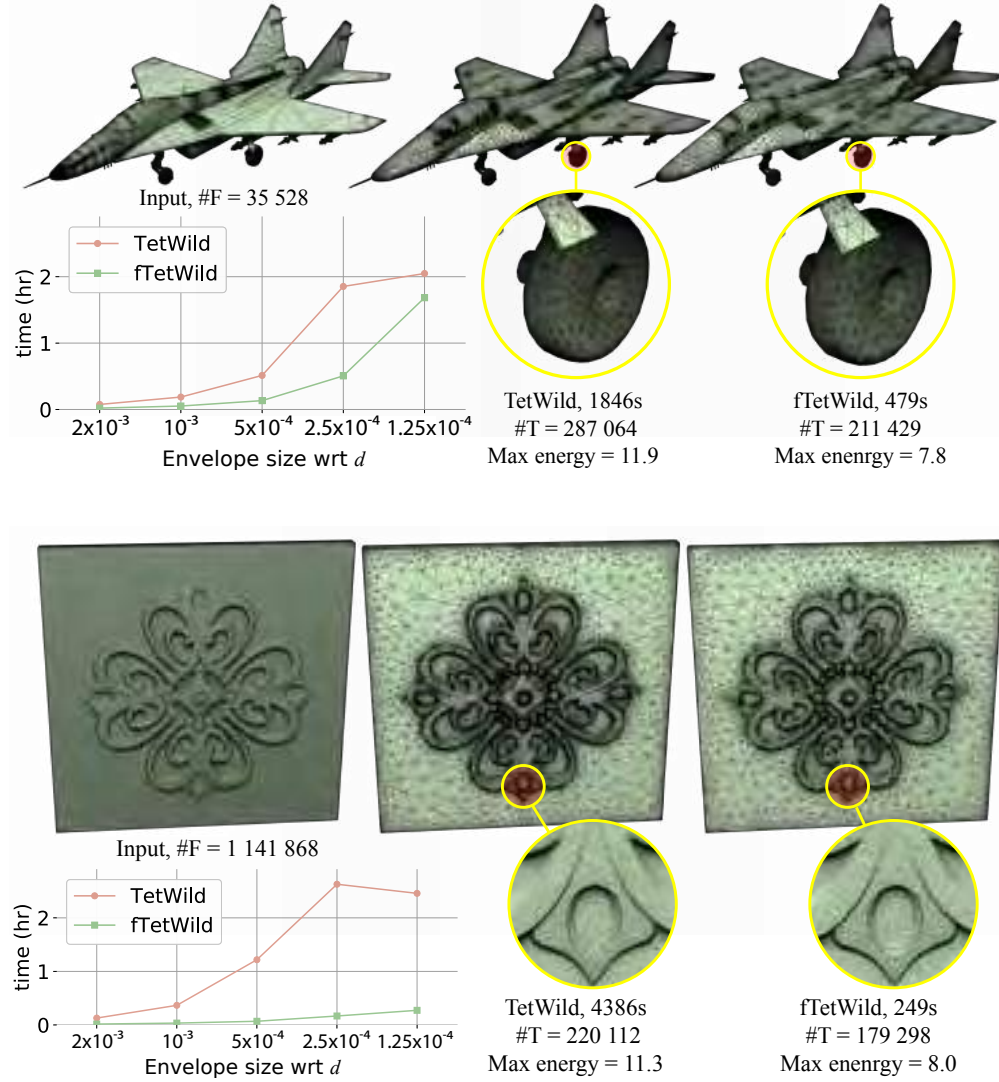 Input, #F = 35 528
TetWild
fTetWild
time (hr)
2
1
0
2x10⁻³
10⁻³
5x10⁻⁴
2.5x10⁻⁴
1.25x10⁻⁴
Envelope size wrt d
TetWild, 1846s
#T = 287 064
Max energy = 11.9
fTetWild, 479s
#T = 211 429
Max enenrgy = 7.8
Input, #F = 1 141 868
TetWild
fTetWild
time (hr)
2
1
0
2x10⁻³
10⁻³
5x10⁻⁴
2.5x10⁻⁴
1.25x10⁻⁴
Envelope size wrt d
TetWild, 4386s
#T = 220 112
Max energy = 11.3
fTetWild, 249s
#T = 179 298
Max enenrgy = 8.0